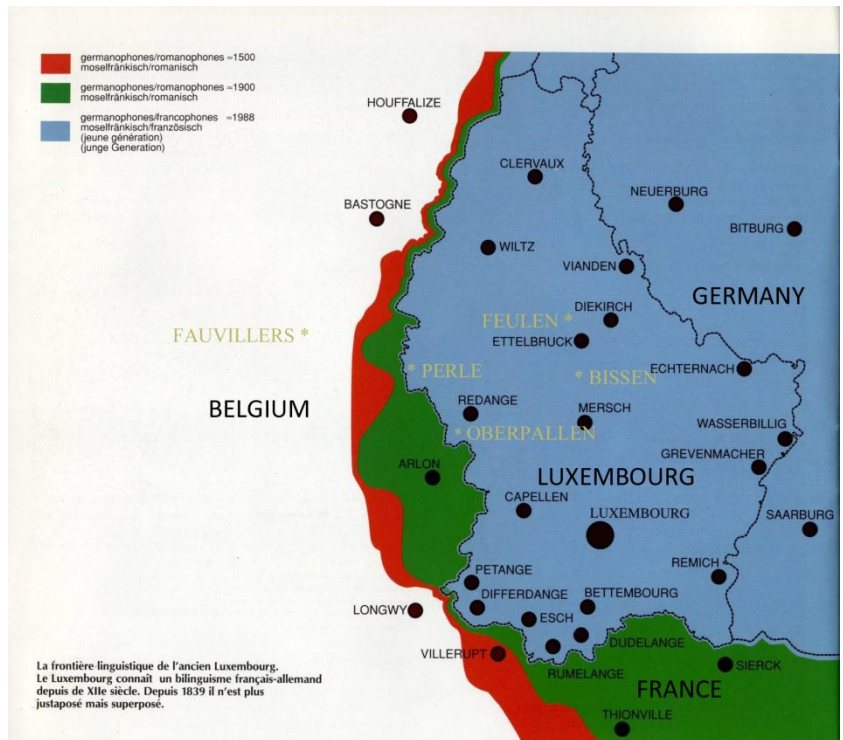 germanophones/romanophones ≈1500
moselfränkisch/romanisch
germanophones/romanophones ≈1900
moselfränkisch/romanisch
germanophones/francophones ≈1988
moselfränkisch/französisch
(jeune génération)
(junge Generation)
HOUFFALIZE
CLERVAUX
NEUERBURG
BASTOGNE
BITBURG
WILTZ
VIANDEN
GERMANY
DIEKIRCH
FEULEN *
FAUVILLERS *
ETTELBRUCK
ECHTERNACH
* PERLE
* BISSEN
BELGIUM
REDANGE
MERSCH
WASSERBILLIG
* OBERPALLEN
GREVENMACHER
ARLON
LUXEMBOURG
CAPELLEN
LUXEMBOURG
SAARBURG
REMICH
PETANGE
DIFFERDANGE
BETTEMBOURG
LONGWY
ESCH
DUDELANGE
VILLERUPT
SIERCK
RUMELANGE
FRANCE
THIONVILLE
La frontière linguistique de l'ancien Luxembourg.
Le Luxembourg connaît un bilinguisme français-allemand
depuis de XIIe siècle. Depuis 1839 il n'est plus
justaposé mais superposé.